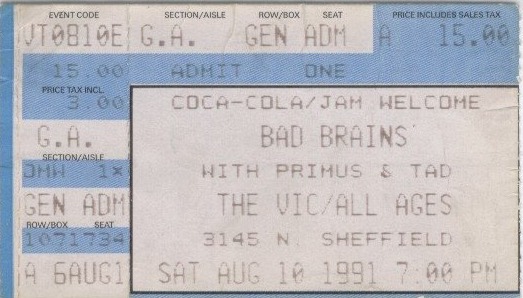 EVENT CODE SECTION/AISLE ROW/BOX SEAT PRICE INCLUDES SALES TAX
VT0810E G.A. GEN ADM A 15.00
15.00 ADMIT ONE
PRICE TAX INCL.
3.00 COCA-COLA/JAM WELCOME
G.A. BAD BRAINS
SECTION/AISLE
JMW 1× WITH PRIMUS & TAD
GEN ADM THE VIC/ALL AGES
ROW/BOX SEAT
1071734 3145 N. SHEFFIELD
A 6AUG1 SAT AUG 10 1991 7:00 PM